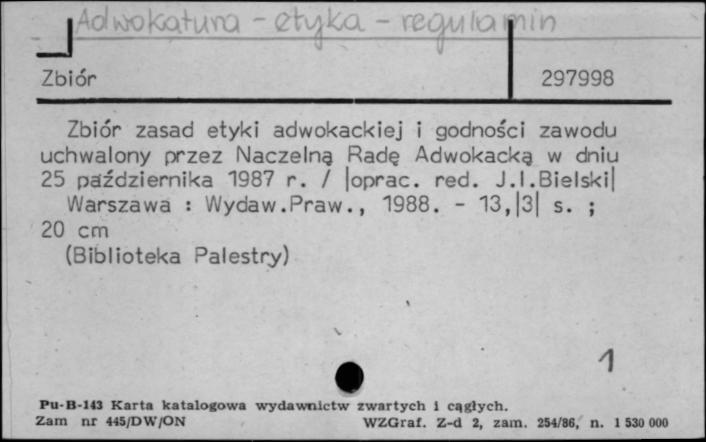 Adwokatura - etyka - regulamin
Zbiór 297998
Zbiór zasad etyki adwokackiej i godności zawodu
uchwalony przez Naczelną Radę Adwokacką w dniu
25 października 1987 r. / |oprac. red. J.I.Bielski|
Warszawa : Wydaw.Praw., 1988. - 13,|3| s. ;
20 cm
(Biblioteka Palestry)
1
Pu-B-143 Karta katalogowa wydawnictw zwartych i cągłych.
Zam nr 445/DW/ON WZGraf. Z-d 2, zam. 254/86, n. 1 530 000